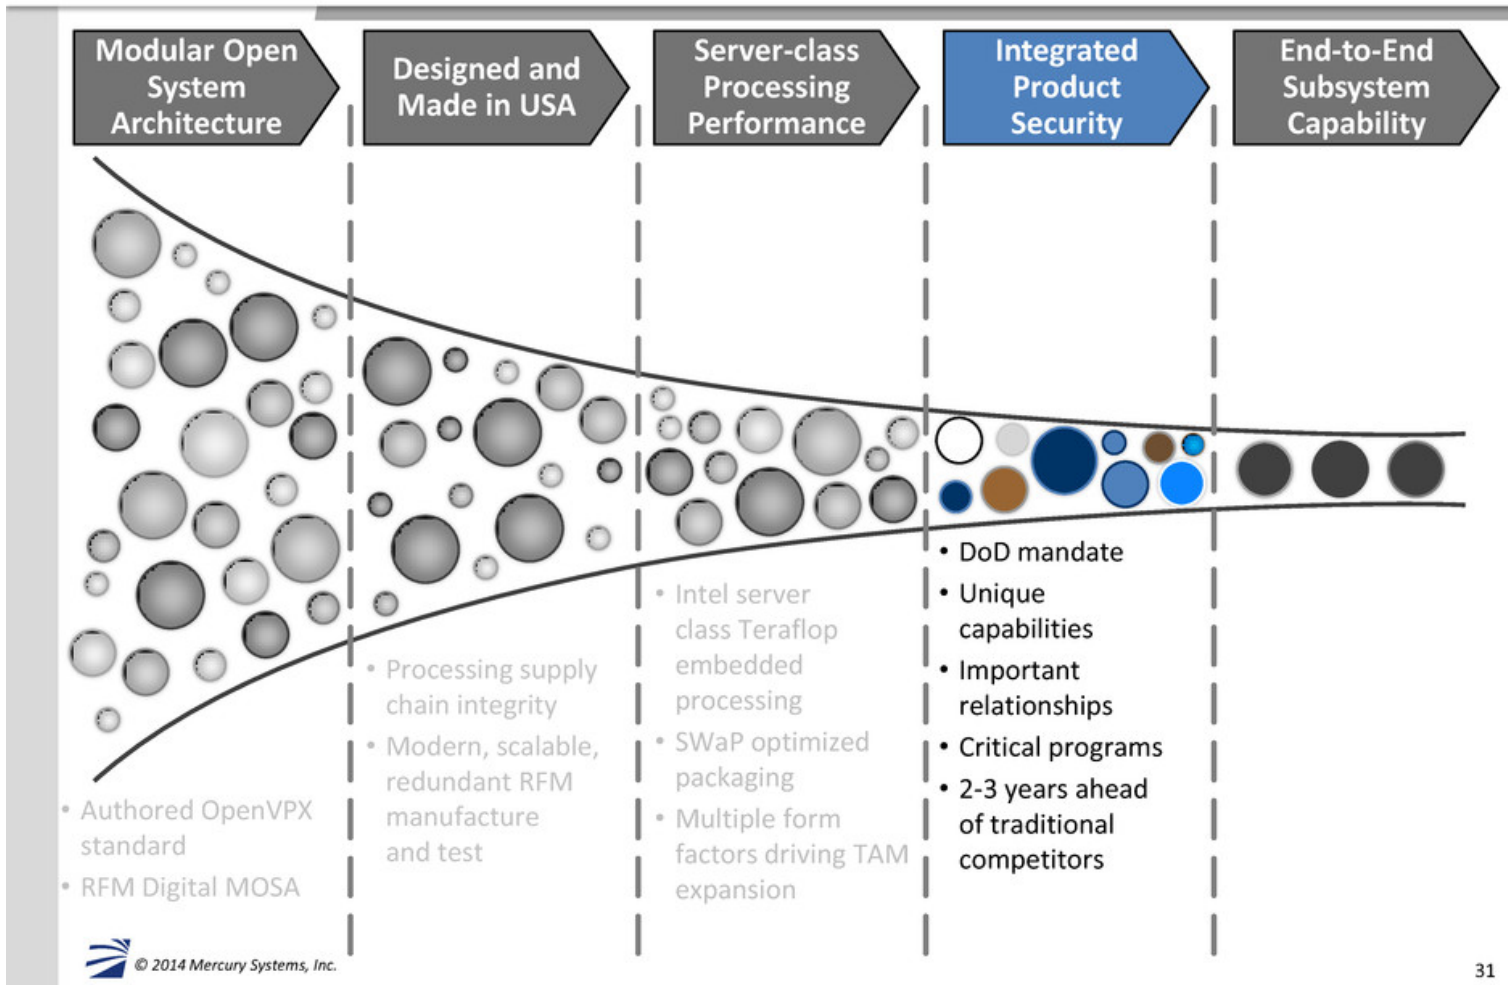 Modular Open
System
Architecture
Designed and
Made in USA
Server-class
Processing
Performance
Integrated
Product
Security
End-to-End
Subsystem
Capability
• Authored OpenVPX
standard
• RFM Digital MOSA
• Processing supply
chain integrity
• Modern, scalable,
redundant RFM
manufacture
and test
• Intel server
class Teraflop
embedded
processing
• SWaP optimized
packaging
• Multiple form
factors driving TAM
expansion
• DoD mandate
• Unique
capabilities
• Important
relationships
• Critical programs
• 2-3 years ahead
of traditional
competitors
© 2014 Mercury Systems, Inc.
31